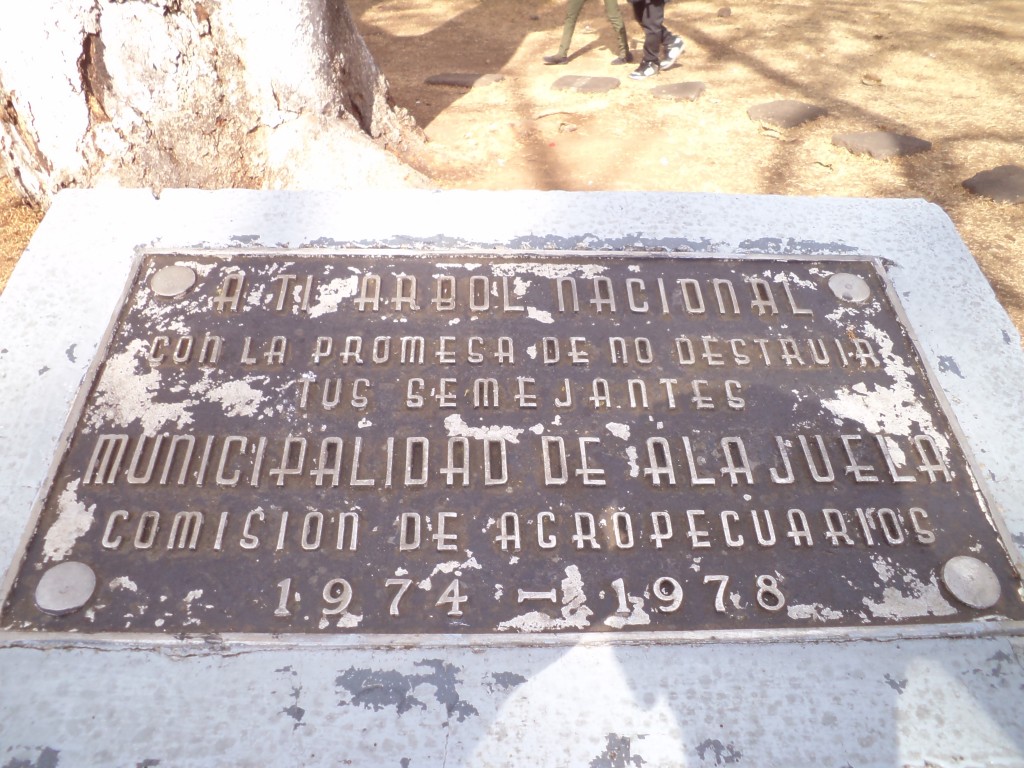 A TI ARBOL NACIONAL
CON LA PROMESA DE NO DESTRUIR
TUS SEMEJANTES
MUNICIPALIDAD DE ALAJUELA
COMISION DE AGROPECUARIOS
1974 - 1978